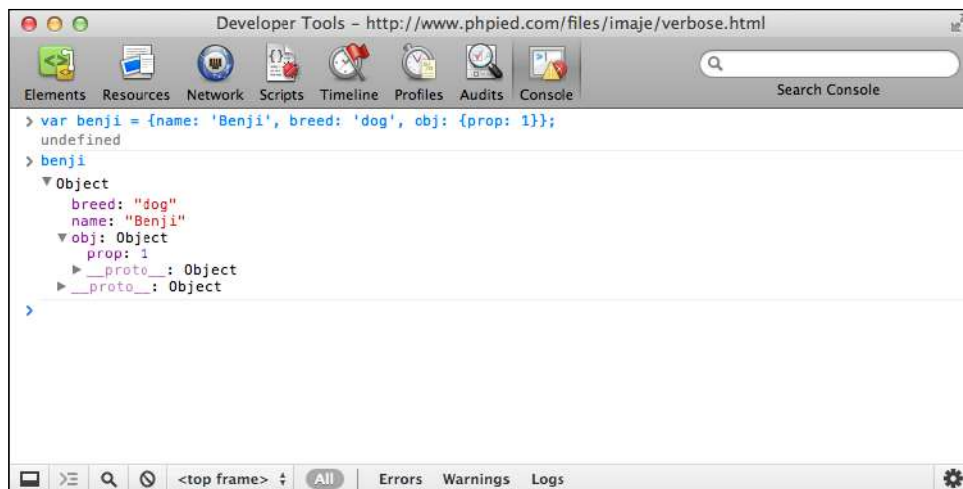 Developer Tools – http://www.phpied.com/files/imaje/verbose.html
Elements Resources Network Scripts Timeline Profiles Audits Console Search Console
> var benji = {name: 'Benji', breed: 'dog', obj: {prop: 1}};
undefined
> benji
▼ Object
breed: "dog"
name: "Benji"
▼ obj: Object
prop: 1
▶ __proto__: Object
▶ __proto__: Object
>
<top frame> All Errors Warnings Logs